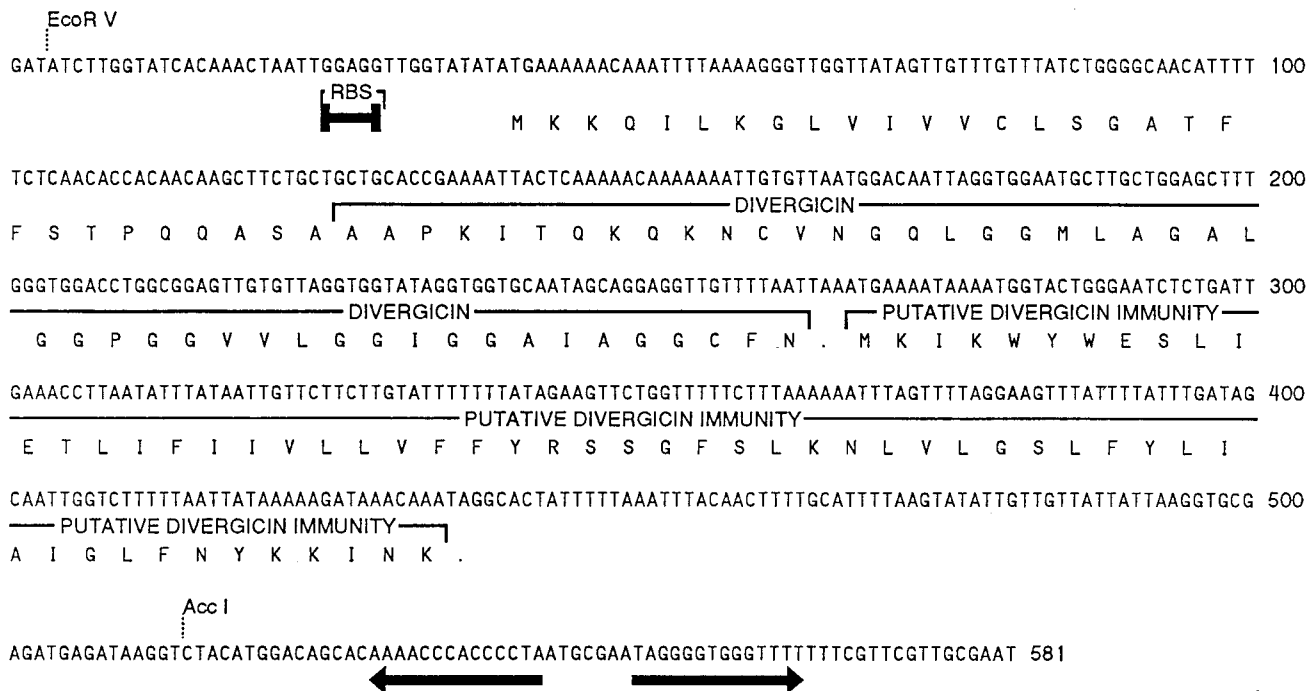 EcoR V
GATATCTTGGTATCACAAACTAATTGGAGGTTGGTATATATGAAAAAACAAATTTTAAAAGGGTTGGTTATAGTTGTTTGTTTATCTGGGGCAACATTTT 100
RBS
M K K Q I L K G L V I V V C L S G A T F
TCTCAACACCACAACAAGCTTCTGCTGCTGCACCGAAAATTACTCAAAAACAAAAAAATTGTGTTAATGGACAATTAGGTGGAATGCTTGCTGGAGCTTT 200
DIVERGICIN
F S T P Q Q A S A A A P K I T Q K Q K N C V N G Q L G G M L A G A L
GGGTGGACCTGGCGGAGTTGTGTTAGGTGGTATAGGTGGTGCAATAGCAGGAGGTTGTTTTAATTAAATGAAAATAAAATGGTACTGGGAATCTCTGATT 300
DIVERGICIN PUTATIVE DIVERGICIN IMMUNITY
G G P G G V V L G G I G G A I A G G C F N . M K I K W Y W E S L I
GAAACCTTAATATTTATAATTGTTCTTCTTGTATTTTTTTATAGAAGTTCTGGTTTTTCTTTAAAAAATTTAGTTTTAGGAAGTTTATTTTATTTGATAG 400
PUTATIVE DIVERGICIN IMMUNITY
E T L I F I I V L L V F F Y R S S G F S L K N L V L G S L F Y L I
CAATTGGTCTTTTTAATTATAAAAAGATAAACAAATAGGCACTATTTTTAAATTTACAACTTTTGCATTTTAAGTATATTGTTGTTATTATTAAGGTGCG 500
PUTATIVE DIVERGICIN IMMUNITY
A I G L F N Y K K I N K .
Acc I
AGATGAGATAAGGTCTACATGGACAGCACAAAACCCACCCCTAATGCGAATAGGGGTGGGTTTTTTTCGTTCGTTGCGAAT 581